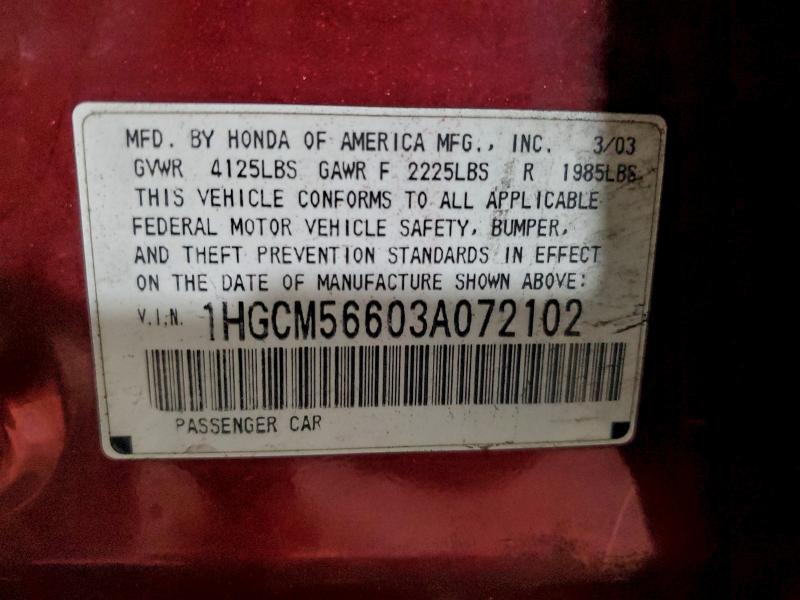 MFD. BY HONDA OF AMERICA MFG., INC. 3/03
GVWR 4125LBS GAWR F 2225LBS R 1985LBS
THIS VEHICLE CONFORMS TO ALL APPLICABLE
FEDERAL MOTOR VEHICLE SAFETY, BUMPER,
AND THEFT PREVENTION STANDARDS IN EFFECT
ON THE DATE OF MANUFACTURE SHOWN ABOVE:
V.I.N. 1HGCM56603A072102
PASSENGER CAR